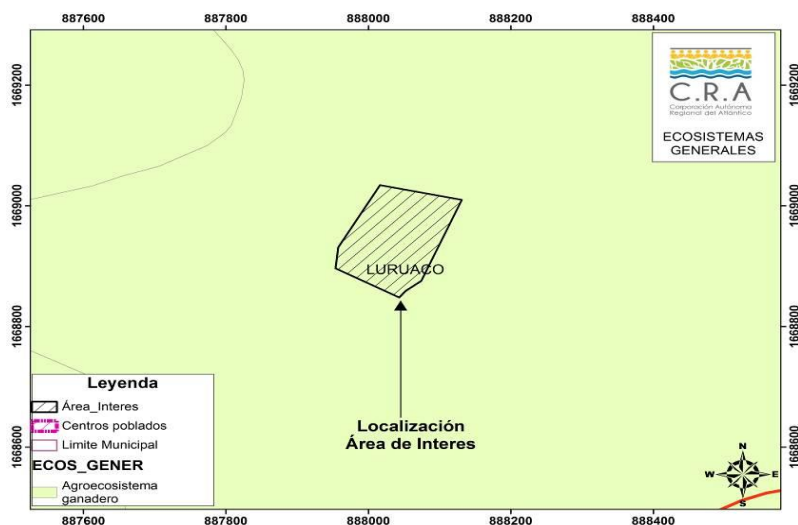 887600 887800 888000 888200 888400
1669200
1669200
C.R.A
Corporación Autónoma
Regional del Atlántico
ECOSISTEMAS
GENERALES
1669000
1669000
LURUACO
1668800
1668800
Leyenda
Área_Interes
Centros poblados
Limite Municipal
ECOS_GENER
Agroecosistema
ganadero
Localización
Área de Interes
1668600
1668600
N
W E
S
887600 887800 888000 888200 888400